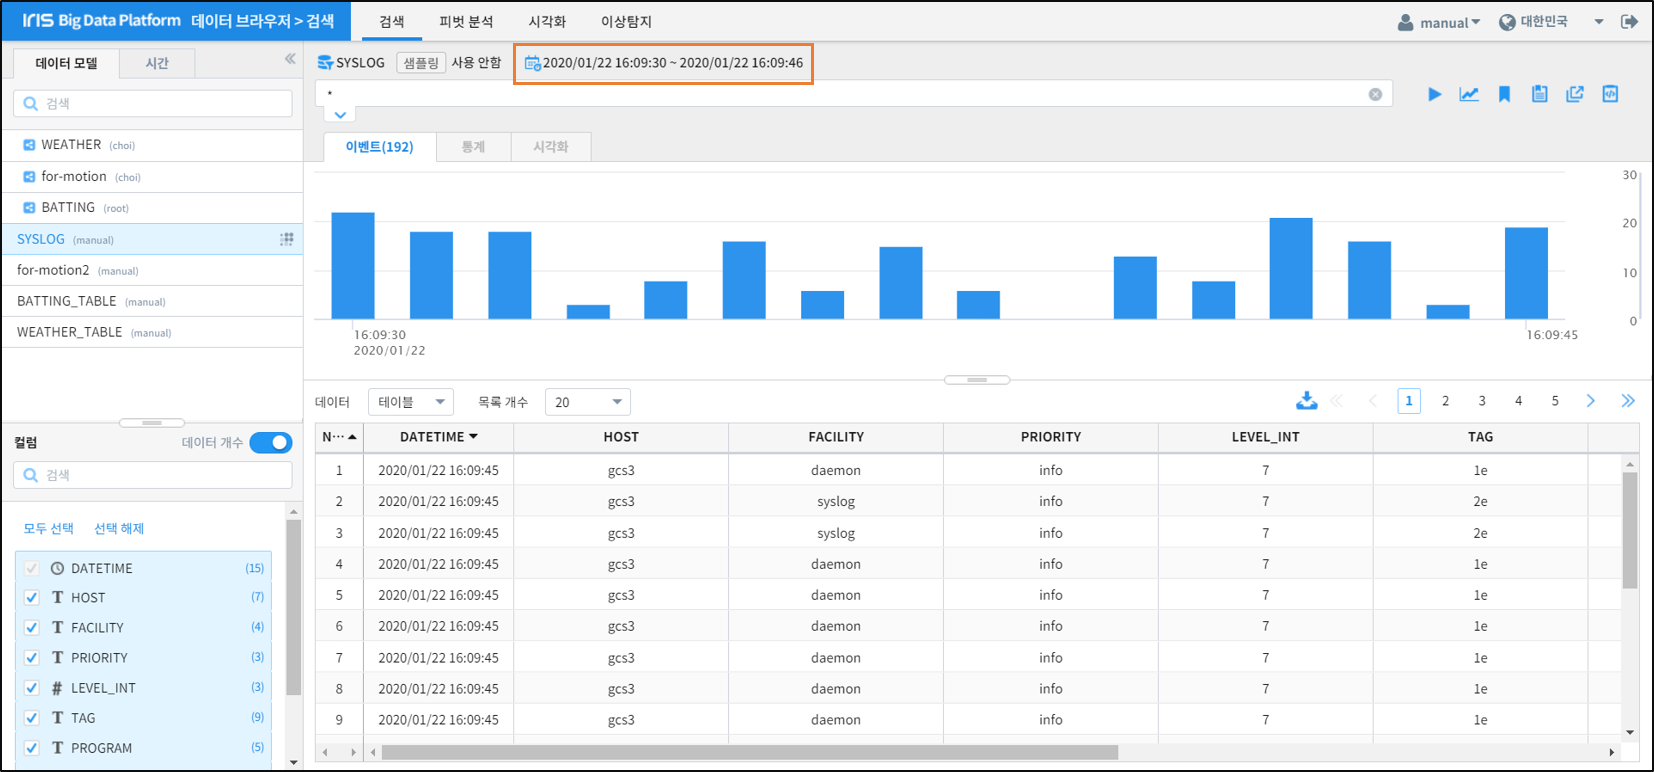 IRIS Big Data Platform 데이터 브라우저 > 검색
검색 피벗 분석 시각화 이상탐지
manual 대한민국
데이터 모델 시간
검색
WEATHER (choi)
for-motion (choi)
BATTING (root)
SYSLOG (manual)
for-motion2 (manual)
BATTING_TABLE (manual)
WEATHER_TABLE (manual)
컬럼 데이터 개수
검색
모두 선택 선택 해제
DATETIME (15)
HOST (7)
FACILITY (4)
PRIORITY (3)
# LEVEL_INT (3)
TAG (9)
PROGRAM (5)
SYSLOG 샘플링 사용 안함 2020/01/22 16:09:30 ~ 2020/01/22 16:09:46
*
이벤트(192) 통계 시각화
30
20
10
0
16:09:30 16:09:45
2020/01/22
데이터 테이블 목록 개수 20 1 2 3 4 5
N··· DATETIME HOST FACILITY PRIORITY LEVEL_INT TAG
1 2020/01/22 16:09:45 gcs3 daemon info 7 1e
2 2020/01/22 16:09:45 gcs3 syslog info 7 2e
3 2020/01/22 16:09:45 gcs3 syslog info 7 2e
4 2020/01/22 16:09:45 gcs3 daemon info 7 1e
5 2020/01/22 16:09:45 gcs3 daemon info 7 1e
6 2020/01/22 16:09:45 gcs3 daemon info 7 1e
7 2020/01/22 16:09:45 gcs3 daemon info 7 1e
8 2020/01/22 16:09:45 gcs3 daemon info 7 1e
9 2020/01/22 16:09:45 gcs3 daemon info 7 1e